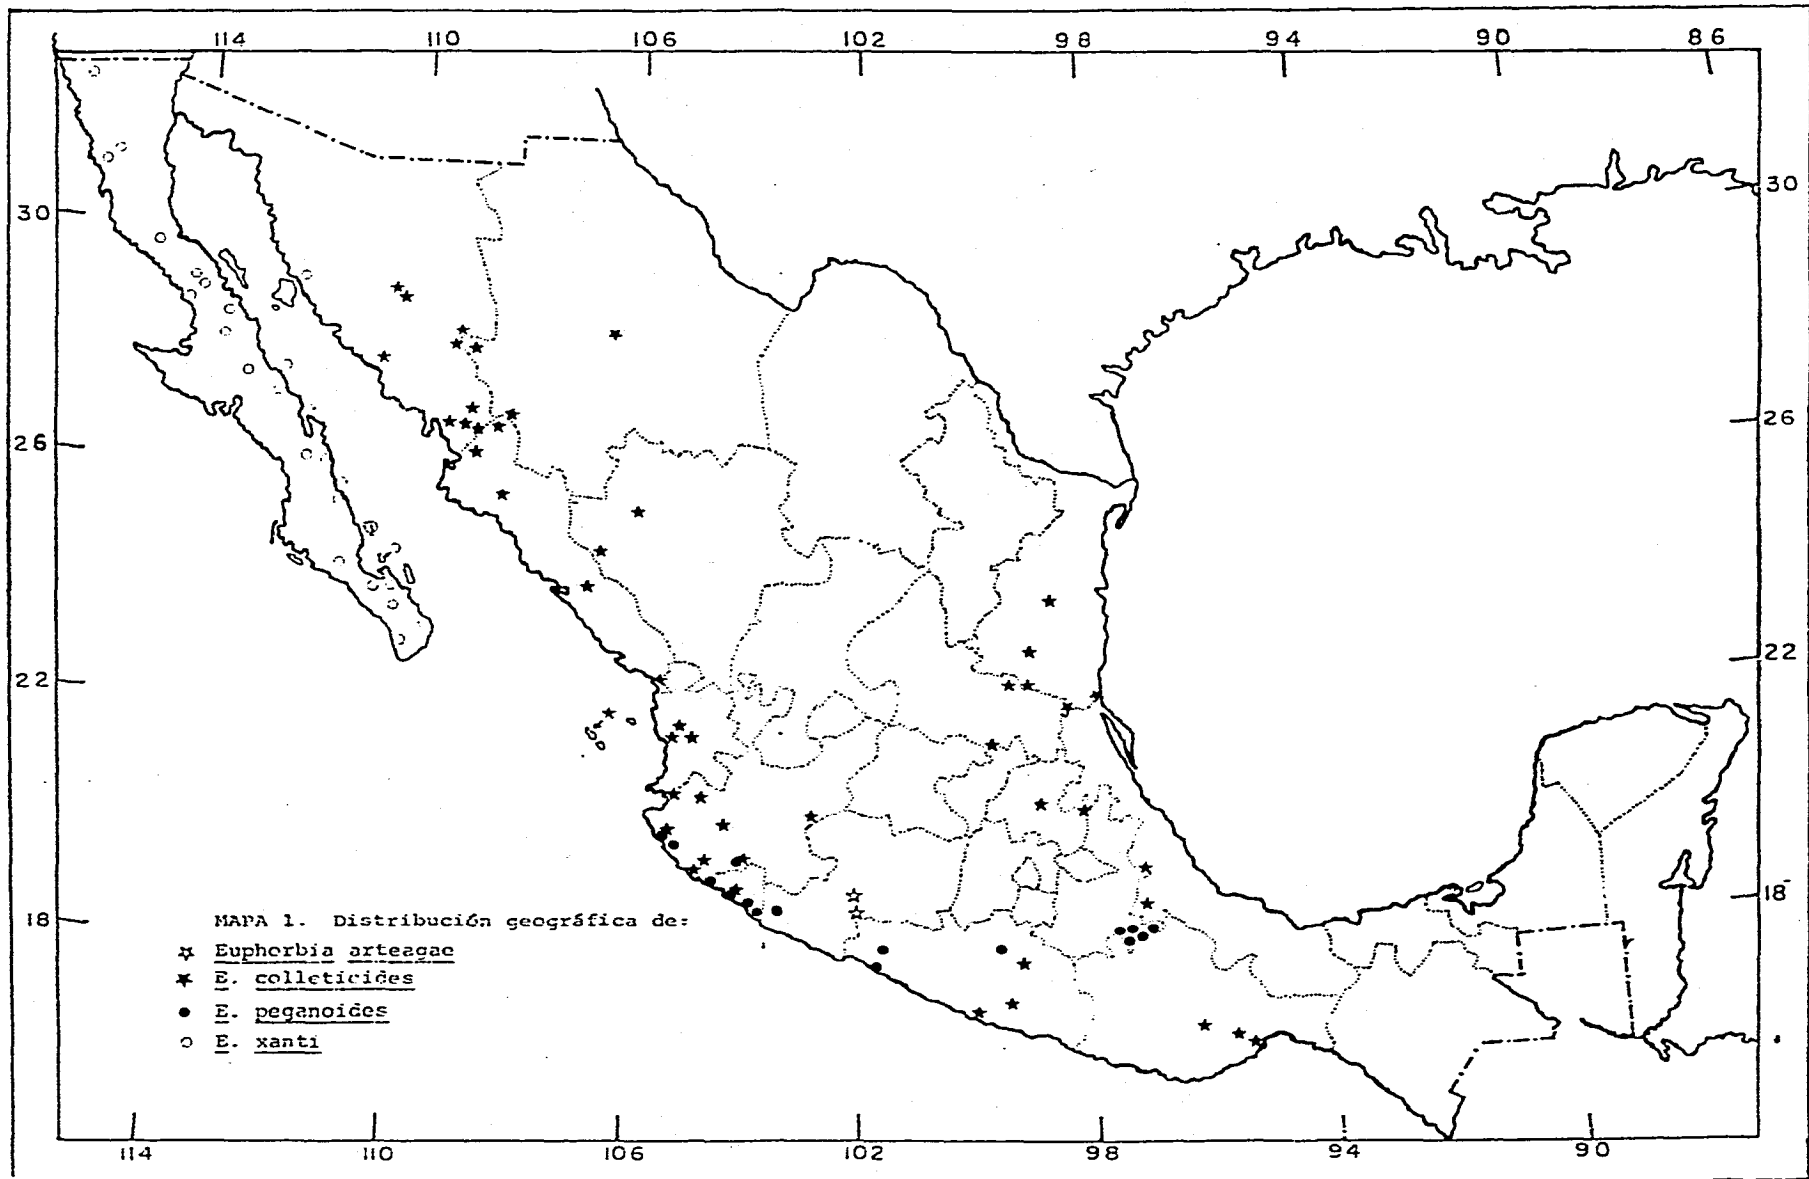 114 110 106 102 98 94 90 86
30 30
26 26
22 22
18 18
MAPA 1. Distribución geográfica de:
Euphorbia arteagae
E. colleticides
E. peganoides
E. xanti
114 110 106 102 98 94 90